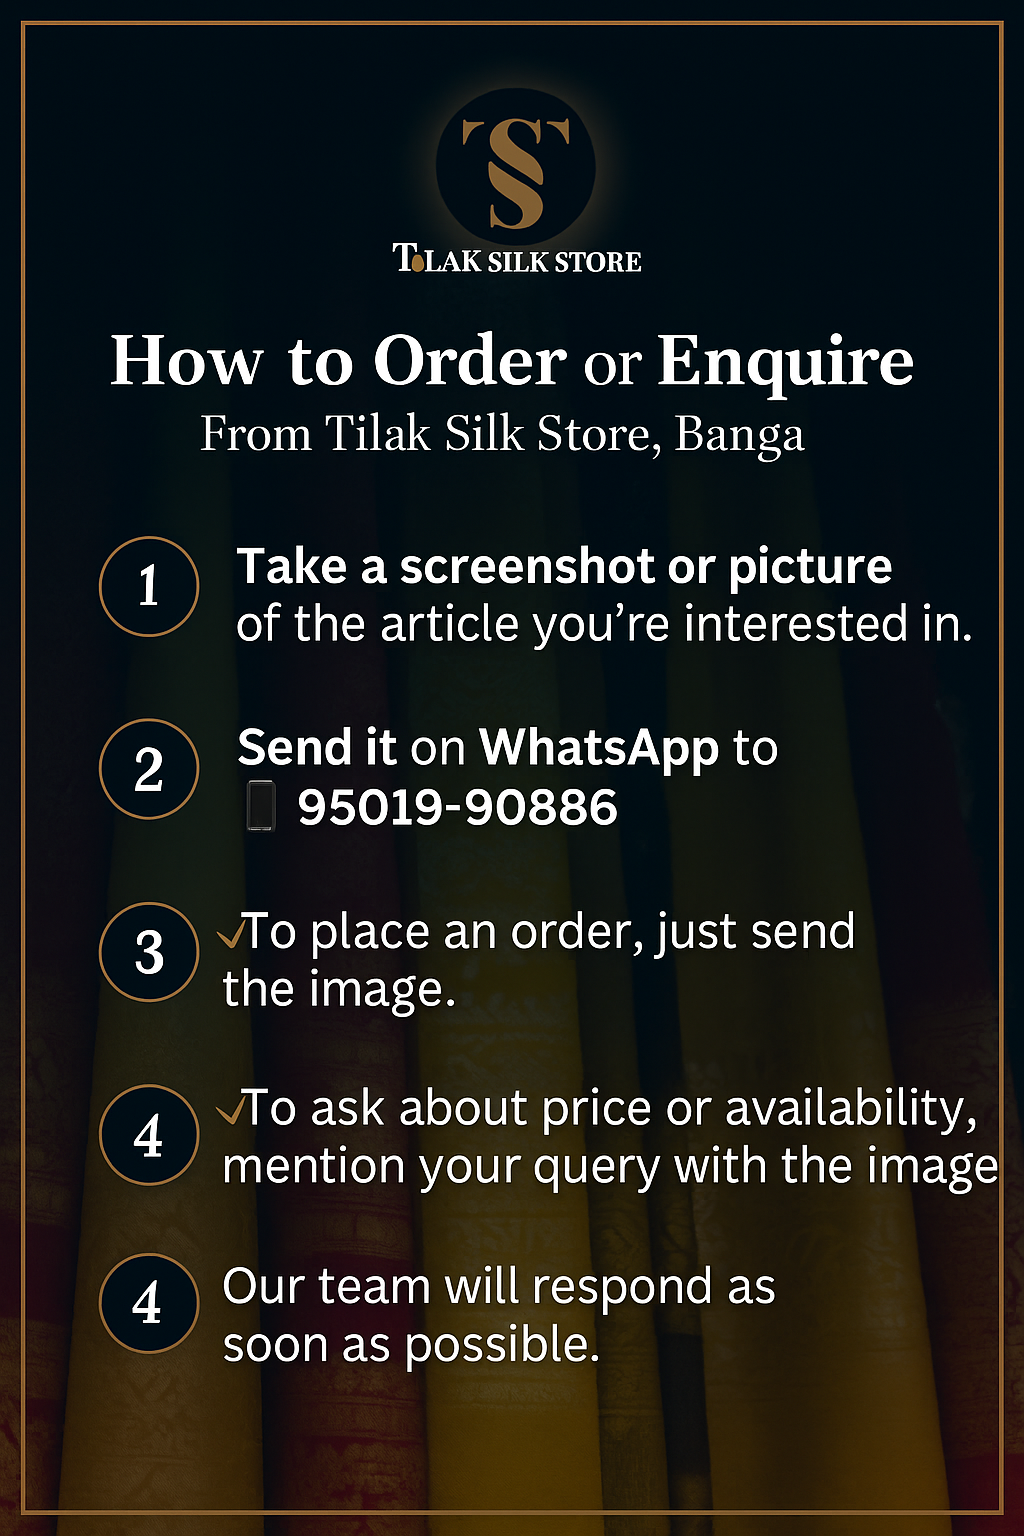 TS
TILAK SILK STORE
How to Order or Enquire
From Tilak Silk Store, Banga
1
Take a screenshot or picture
of the article you’re interested in.
2
Send it on WhatsApp to
95019-90886
3
✓To place an order, just send
the image.
4
✓To ask about price or availability,
mention your query with the image
4
Our team will respond as
soon as possible.